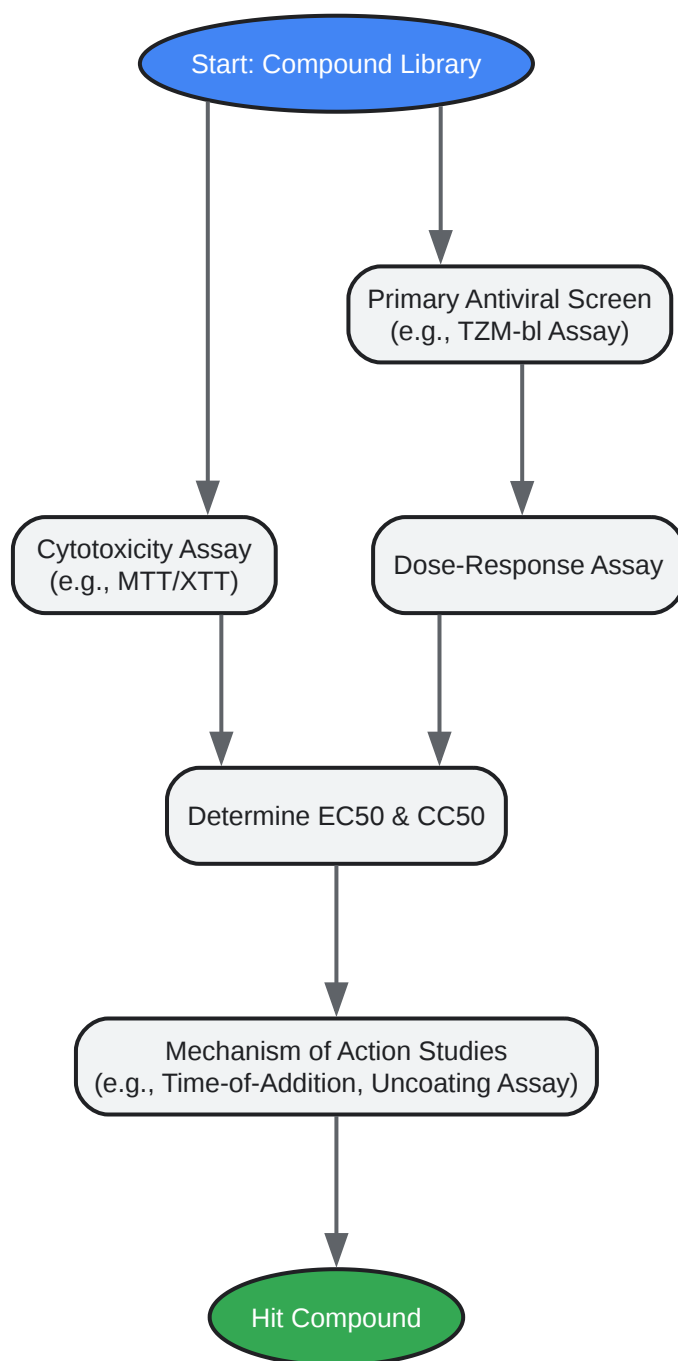 Start: Compound Library
Primary Antiviral Screen
(e.g., TZM-bl Assay)
Cytotoxicity Assay
(e.g., MTT/XTT)
Dose-Response Assay
Determine EC50 & CC50
Mechanism of Action Studies
(e.g., Time-of-Addition, Uncoating Assay)
Hit Compound